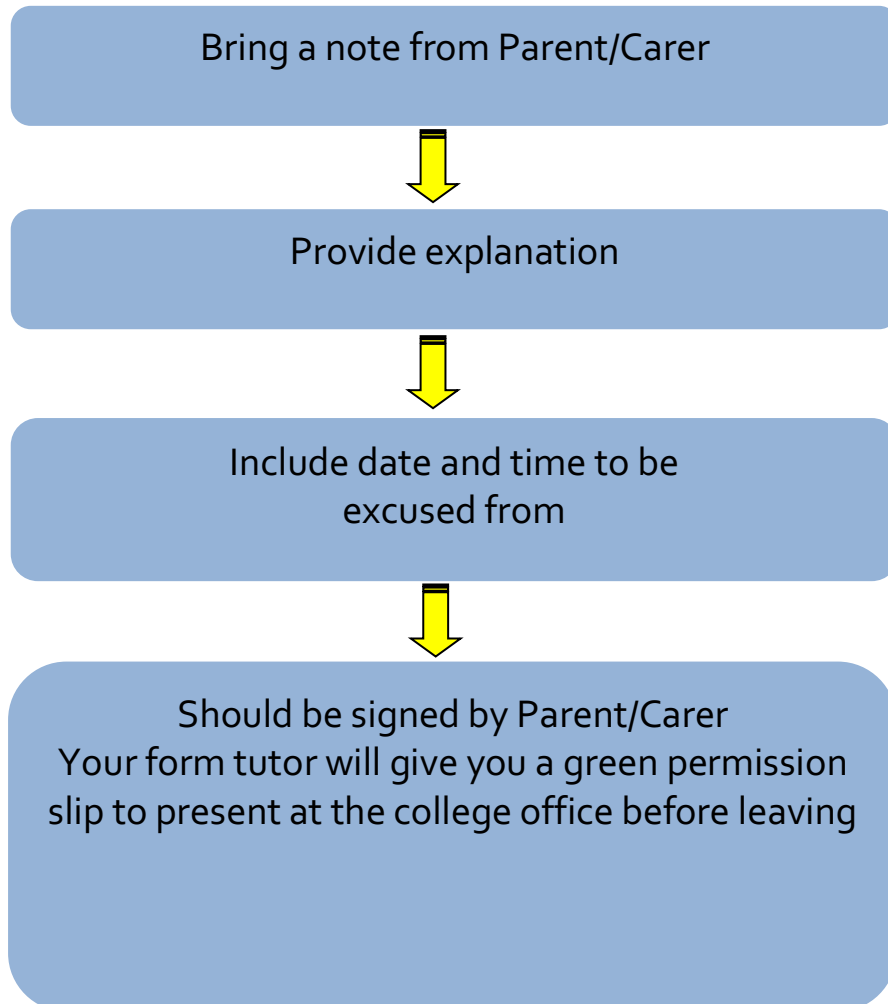 Bring a note from Parent/Carer
Provide explanation
Include date and time to be
excused from
Should be signed by Parent/Carer
Your form tutor will give you a green permission
slip to present at the college office before leaving